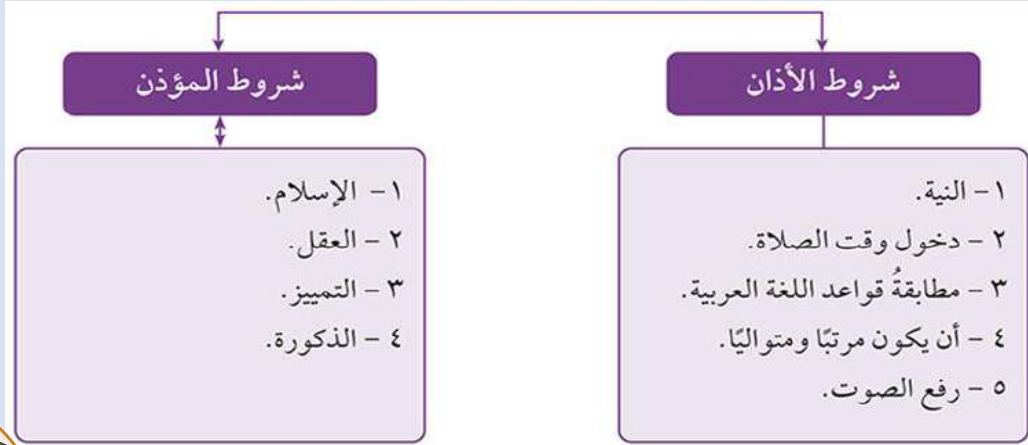 شروط الأذان
١ - النية.
٢ - دخول وقت الصلاة.
٣ - مطابقةُ قواعد اللغة العربية.
٤ - أن يكون مرتبًا ومتواليًا.
٥ - رفع الصوت.
شروط المؤذن
١ - الإسلام.
٢ - العقل.
٣ - التمييز.
٤ - الذكورة.